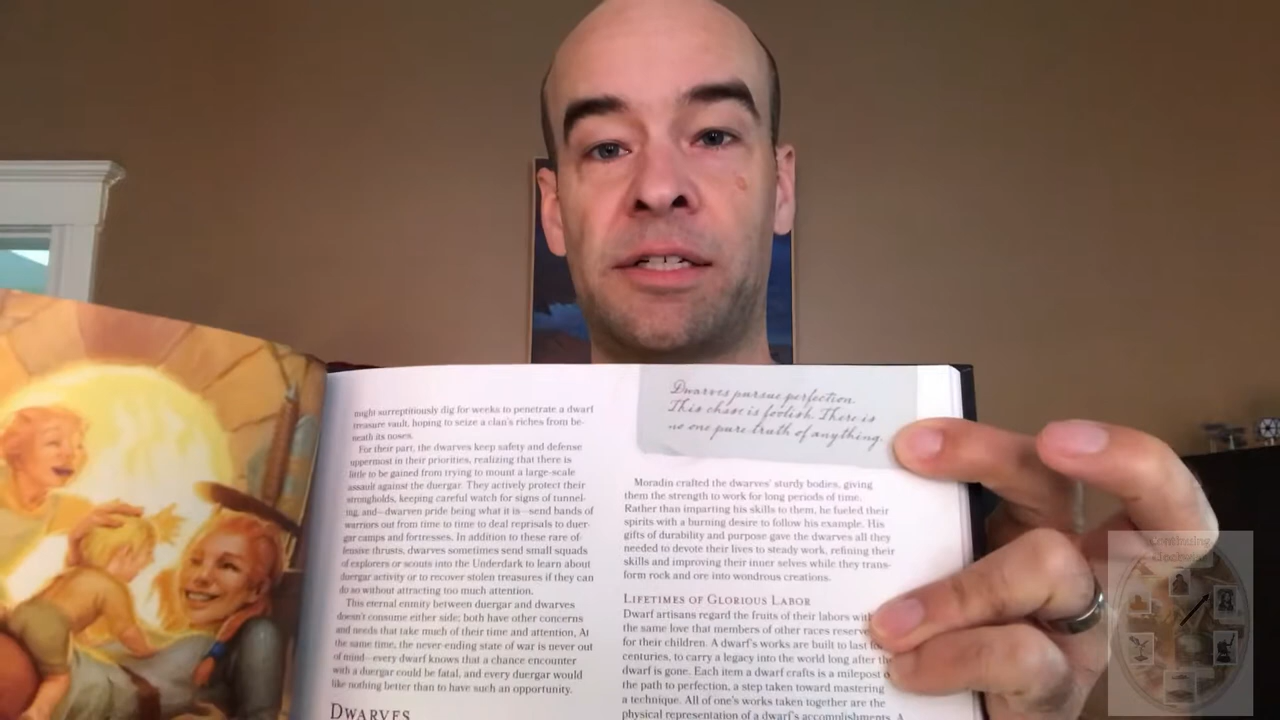 might surreptitiously dig for weeks to penetrate a dwarf
treasure vault, hoping to seize a clan's riches from be-
neath its noses.
For their part, the dwarves keep safety and defense
uppermost in their priorities, realizing that there is
little to be gained from trying to mount a large-scale
assault against the duergar. They actively protect their
strongholds, keeping careful watch for signs of tunnel-
ing, and—dwarven pride being what it is—send bands of
warriors out from time to time to deal reprisals to duer-
gar camps and fortresses. In addition to these rare of-
fensive thrusts, dwarves sometimes send small squads
of explorers or scouts into the Underdark to learn about
duergar activity or to recover stolen treasures if they can
do so without attracting too much attention.
This eternal enmity between duergar and dwarves
doesn't consume either side; both have other concerns
and needs that take much of their time and attention. At
the same time, the never-ending state of war is never out
of mind—every dwarf knows that a chance encounter
with a duergar could be fatal, and every duergar would
like nothing better than to have such an opportunity.
DWARVES
Dwarves pursue perfection.
This chase is foolish. There is
no one pure truth of anything.
Moradin crafted the dwarves' sturdy bodies, giving
them the strength to work for long periods of time.
Rather than imparting his skills to them, he fueled their
spirits with a burning desire to follow his example. His
gifts of durability and purpose gave the dwarves all they
needed to devote their lives to steady work, refining their
skills and improving their inner selves while they trans-
form rock and ore into wondrous creations.
LIFETIMES OF GLORIOUS LABOR
Dwarf artisans regard the fruits of their labors with
the same love that members of other races reserve
for their children. A dwarf's works are built to last for
centuries, to carry a legacy into the world long after the
dwarf is gone. Each item a dwarf crafts is a milepost o
the path to perfection, a step taken toward mastering
a technique. All of one's works taken together are the
physical representation of a dwarf's accomplishments. A